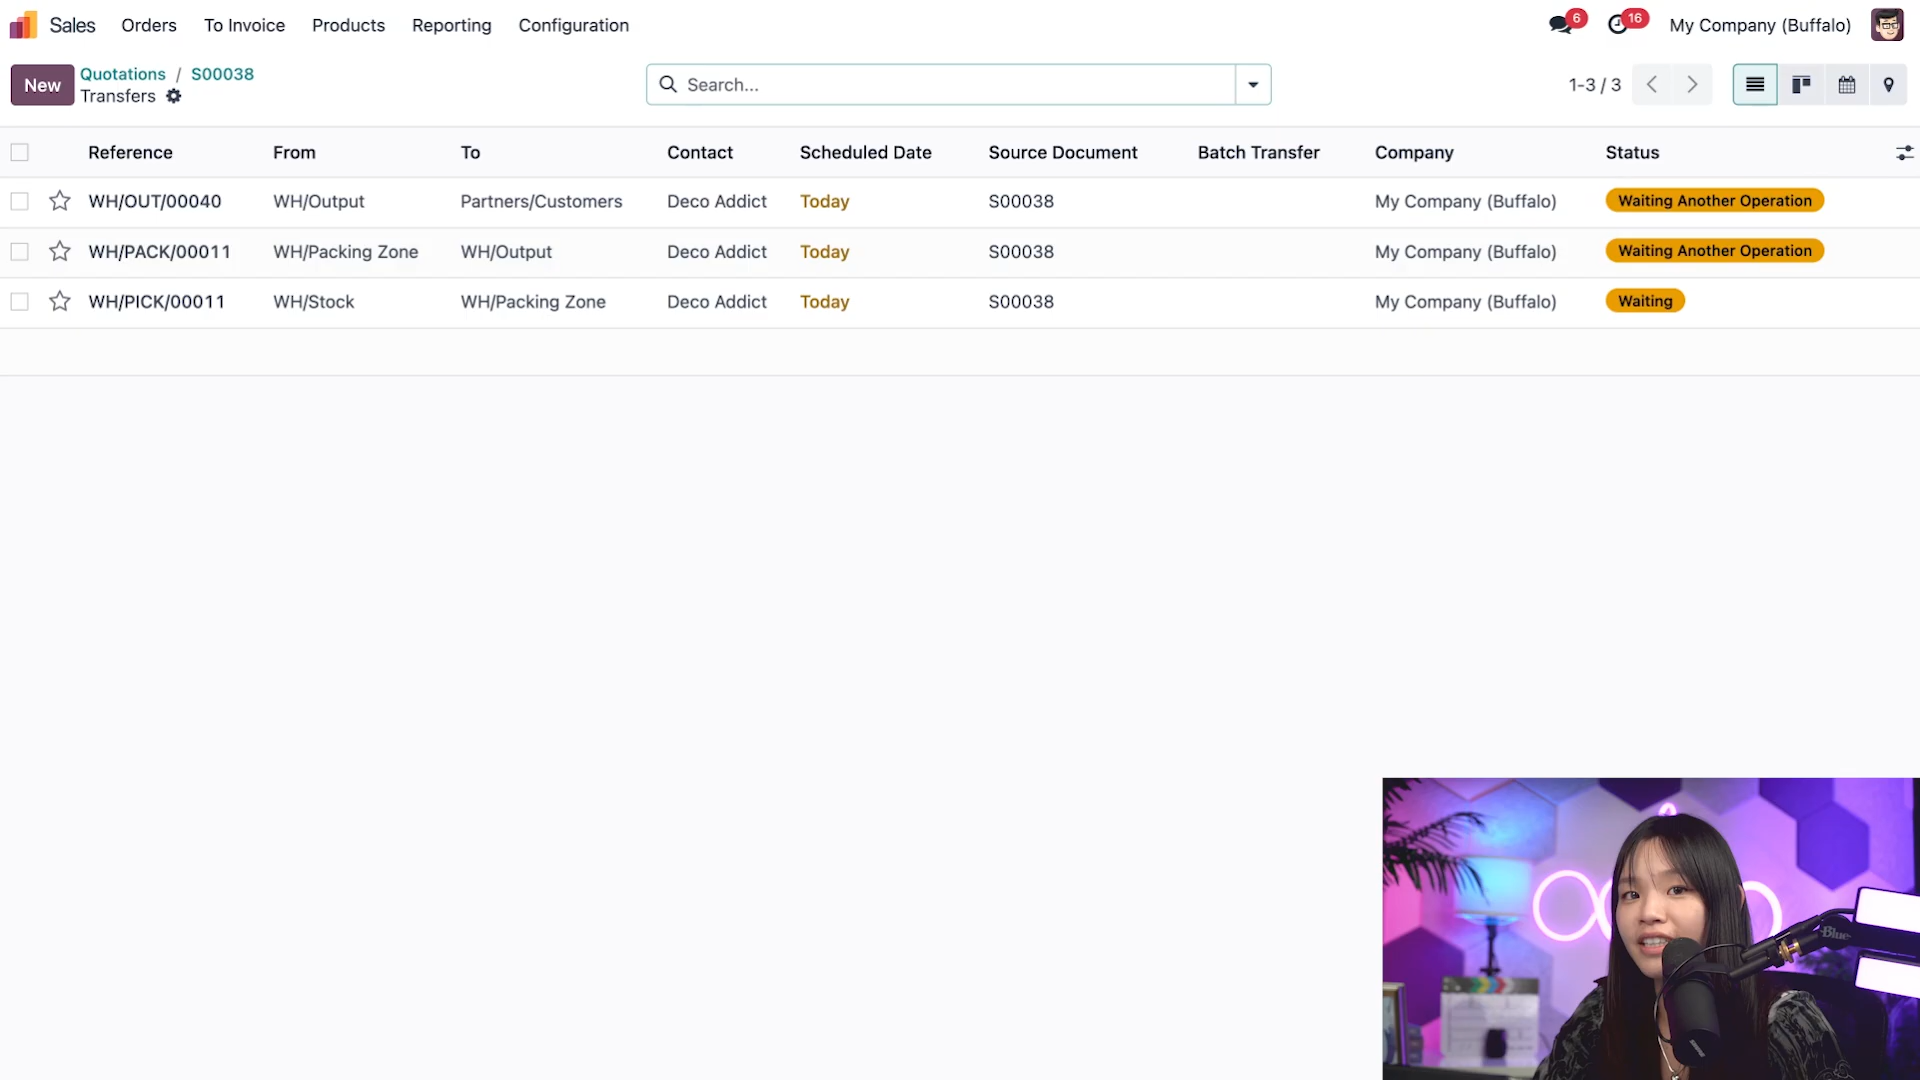 Sales Orders To Invoice Products Reporting Configuration 6 16 My Company (Buffalo)
New Quotations / S00038 Search... 1-3 / 3
Transfers
Reference From To Contact Scheduled Date Source Document Batch Transfer Company Status
WH/OUT/00040 WH/Output Partners/Customers Deco Addict Today S00038 My Company (Buffalo) Waiting Another Operation
WH/PACK/00011 WH/Packing Zone WH/Output Deco Addict Today S00038 My Company (Buffalo) Waiting Another Operation
WH/PICK/00011 WH/Stock WH/Packing Zone Deco Addict Today S00038 My Company (Buffalo) Waiting
Blue